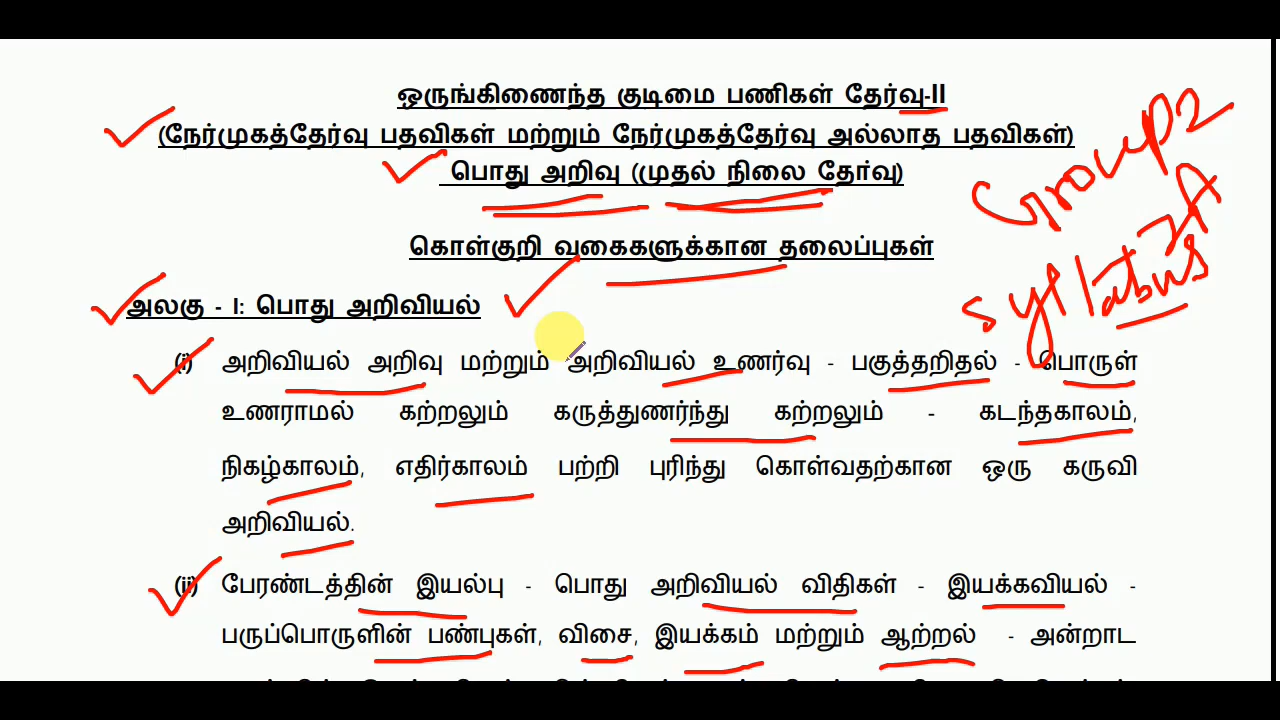 ஒருங்கிணைந்த குடிமை பணிகள் தேர்வு-II
(நேர்முகத்தேர்வு பதவிகள் மற்றும் நேர்முகத்தேர்வு அல்லாத பதவிகள்)
பொது அறிவு (முதல் நிலை தேர்வு)
Group 2
கொள்குறி வகைகளுக்கான தலைப்புகள்
அலகு - I: பொது அறிவியல்
(i) அறிவியல் அறிவு மற்றும் அறிவியல் உணர்வு - பகுத்தறிதல் - பொருள்
உணராமல் கற்றலும் கருத்துணர்ந்து கற்றலும் - கடந்தகாலம்,
நிகழ்காலம், எதிர்காலம் பற்றி புரிந்து கொள்வதற்கான ஒரு கருவி
அறிவியல்.
(ii) பேரண்டத்தின் இயல்பு - பொது அறிவியல் விதிகள் - இயக்கவியல் -
பருப்பொருளின் பண்புகள், விசை, இயக்கம் மற்றும் ஆற்றல் - அன்றாட